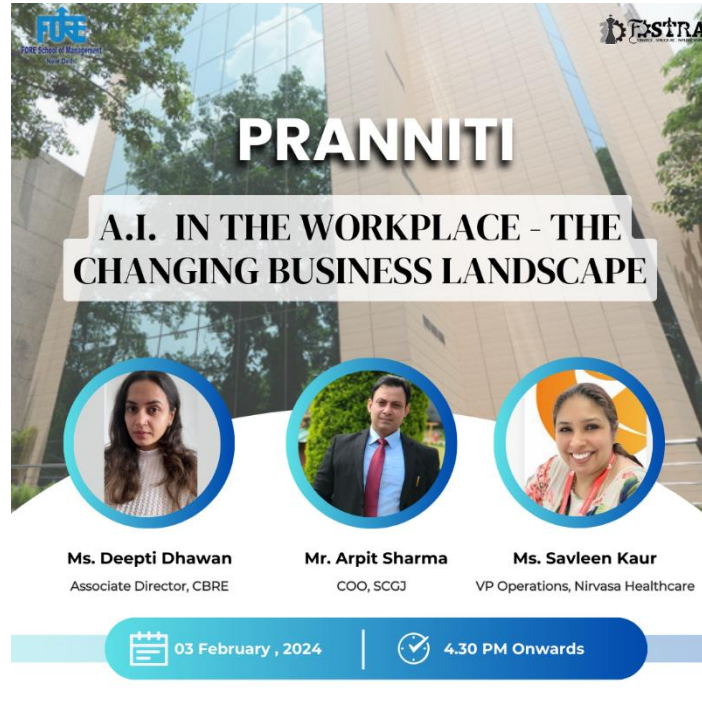 FORE
FORE School of Management
New Delhi
PRANNITI
A.I. IN THE WORKPLACE - THE
CHANGING BUSINESS LANDSCAPE
Ms. Deepti Dhawan
Associate Director, CBRE
Mr. Arpit Sharma
COO, SCGJ
Ms. Savleen Kaur
VP Operations, Nirvasa Healthcare
03 February , 2024
4.30 PM Onwards